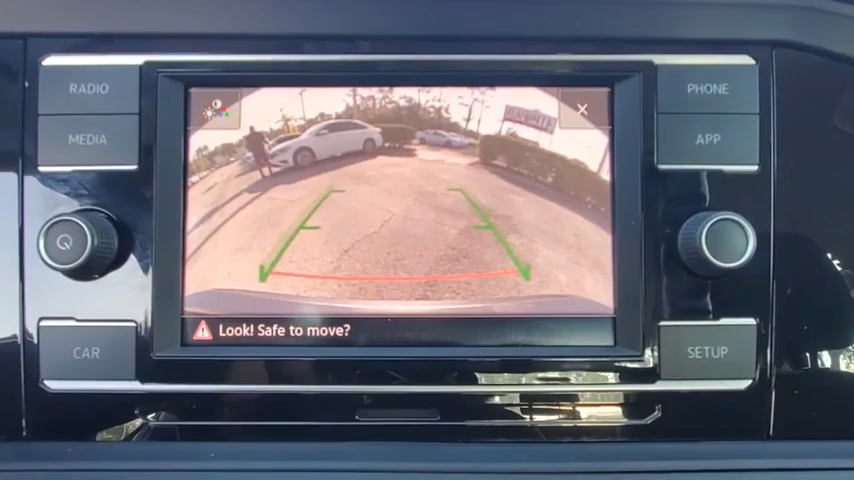 RADIO
MEDIA
CAR
PHONE
APP
SETUP
Look! Safe to move?